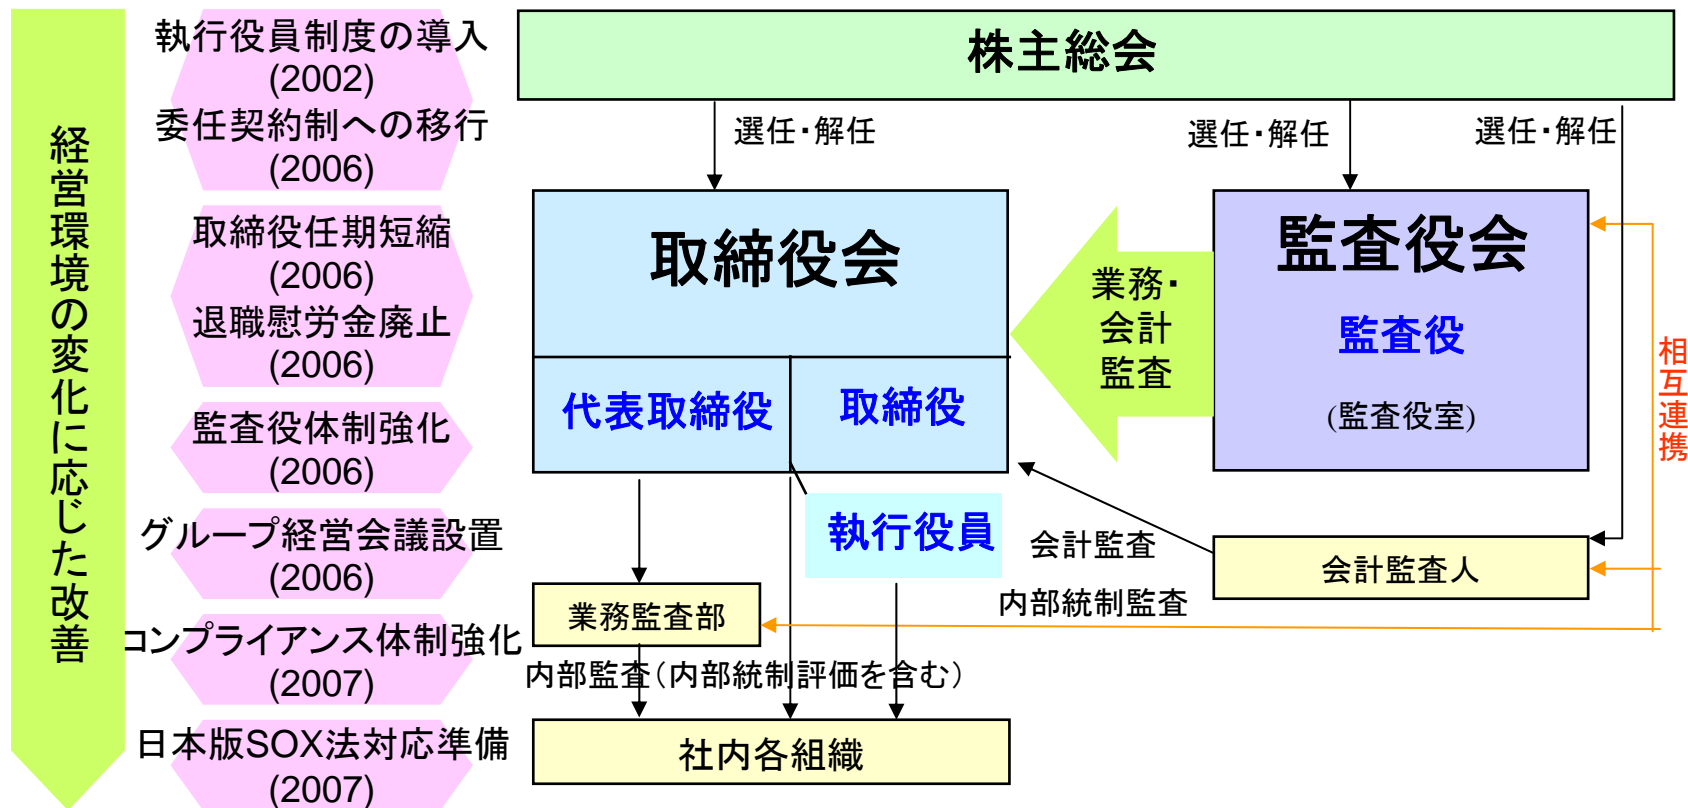 経営環境の変化に応じた改善
執行役員制度の導入
(2002)
委任契約制への移行
(2006)
取締役任期短縮
(2006)
退職慰労金廃止
(2006)
監査役体制強化
(2006)
グループ経営会議設置
(2006)
コンプライアンス体制強化
(2007)
日本版SOX法対応準備
(2007)
株主総会
選任・解任
選任・解任
選任・解任
取締役会
代表取締役
取締役
執行役員
業務・
会計
監査
監査役会
監査役
(監査役室)
相互連携
会計監査
会計監査人
内部統制監査
業務監査部
内部監査(内部統制評価を含む)
社内各組織